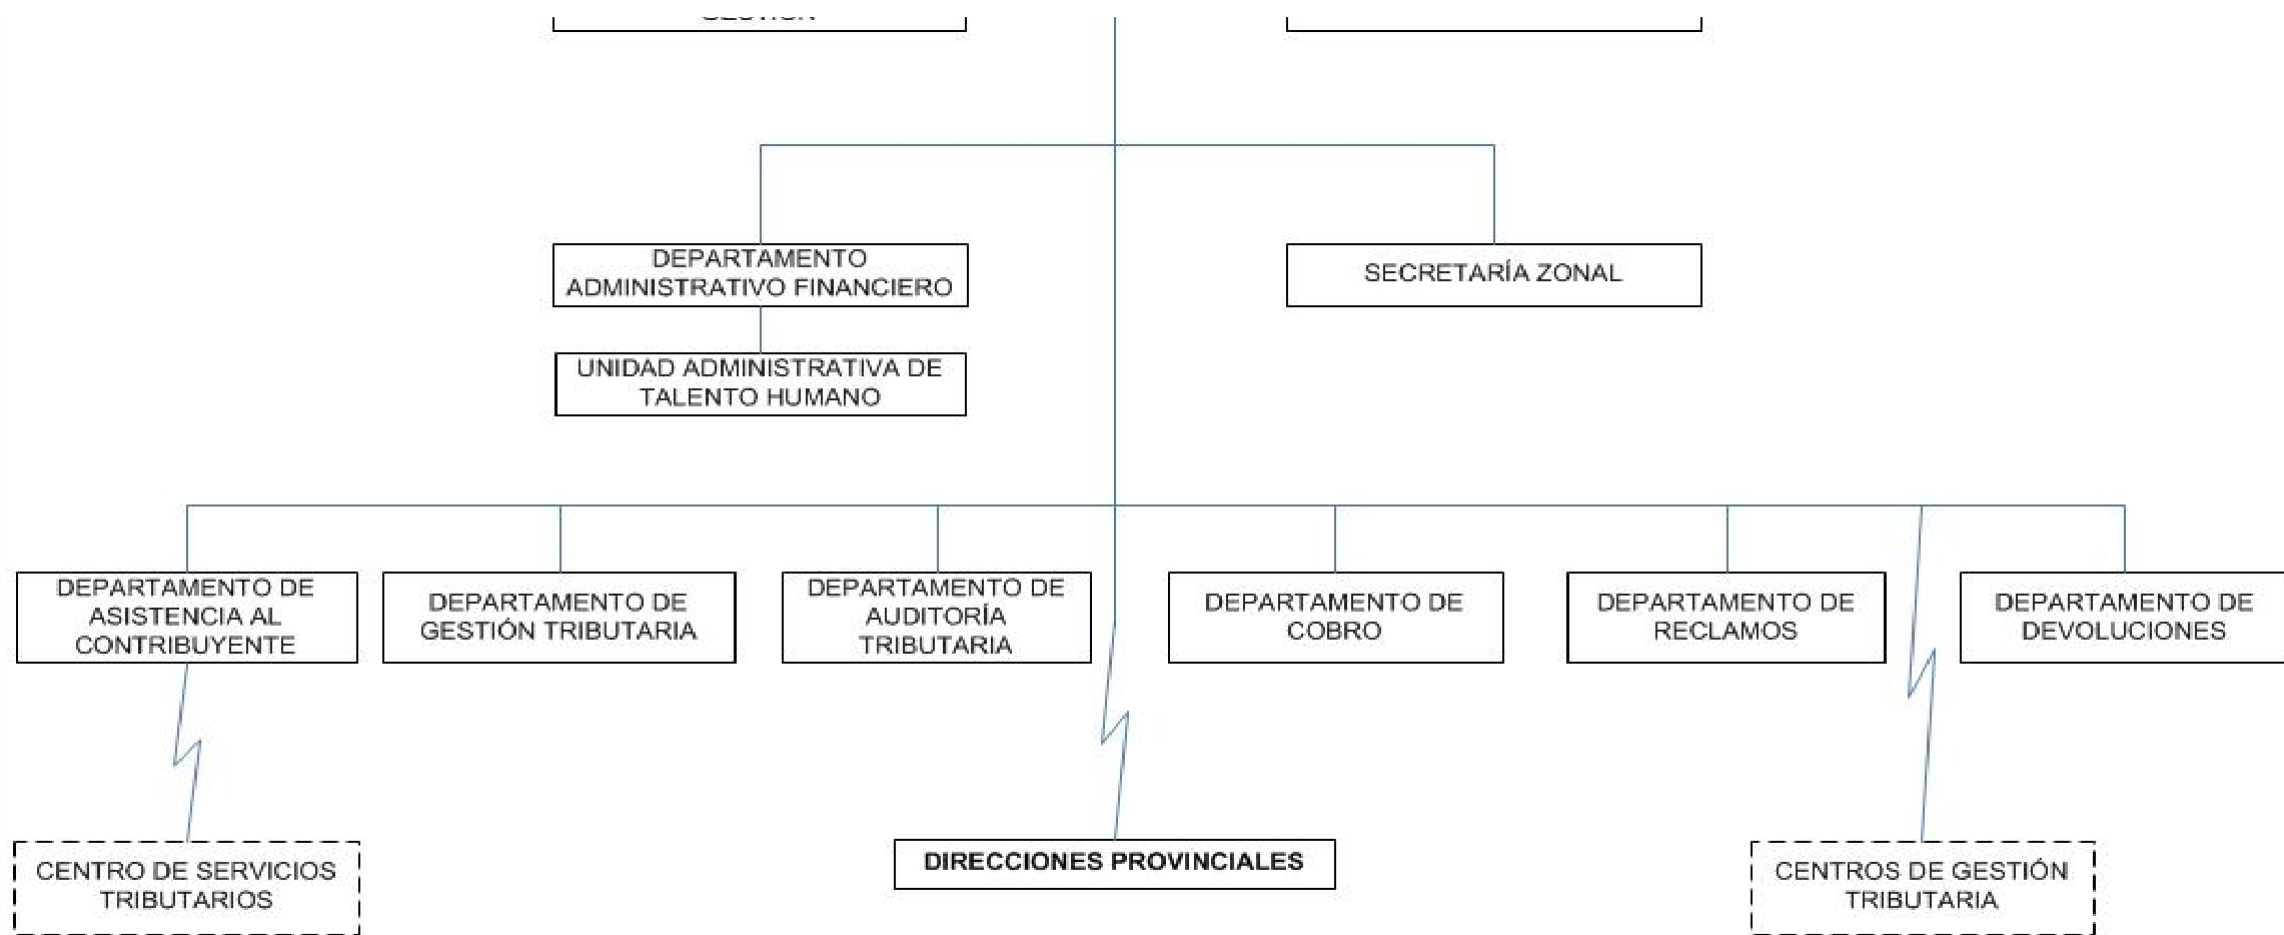 DEPARTAMENTO
ADMINISTRATIVO FINANCIERO
SECRETARÍA ZONAL
UNIDAD ADMINISTRATIVA DE
TALENTO HUMANO
DEPARTAMENTO DE
ASISTENCIA AL
CONTRIBUYENTE
DEPARTAMENTO DE
GESTIÓN TRIBUTARIA
DEPARTAMENTO DE
AUDITORÍA
TRIBUTARIA
DEPARTAMENTO DE
COBRO
DEPARTAMENTO DE
RECLAMOS
DEPARTAMENTO DE
DEVOLUCIONES
CENTRO DE SERVICIOS
TRIBUTARIOS
DIRECCIONES PROVINCIALES
CENTROS DE GESTIÓN
TRIBUTARIA